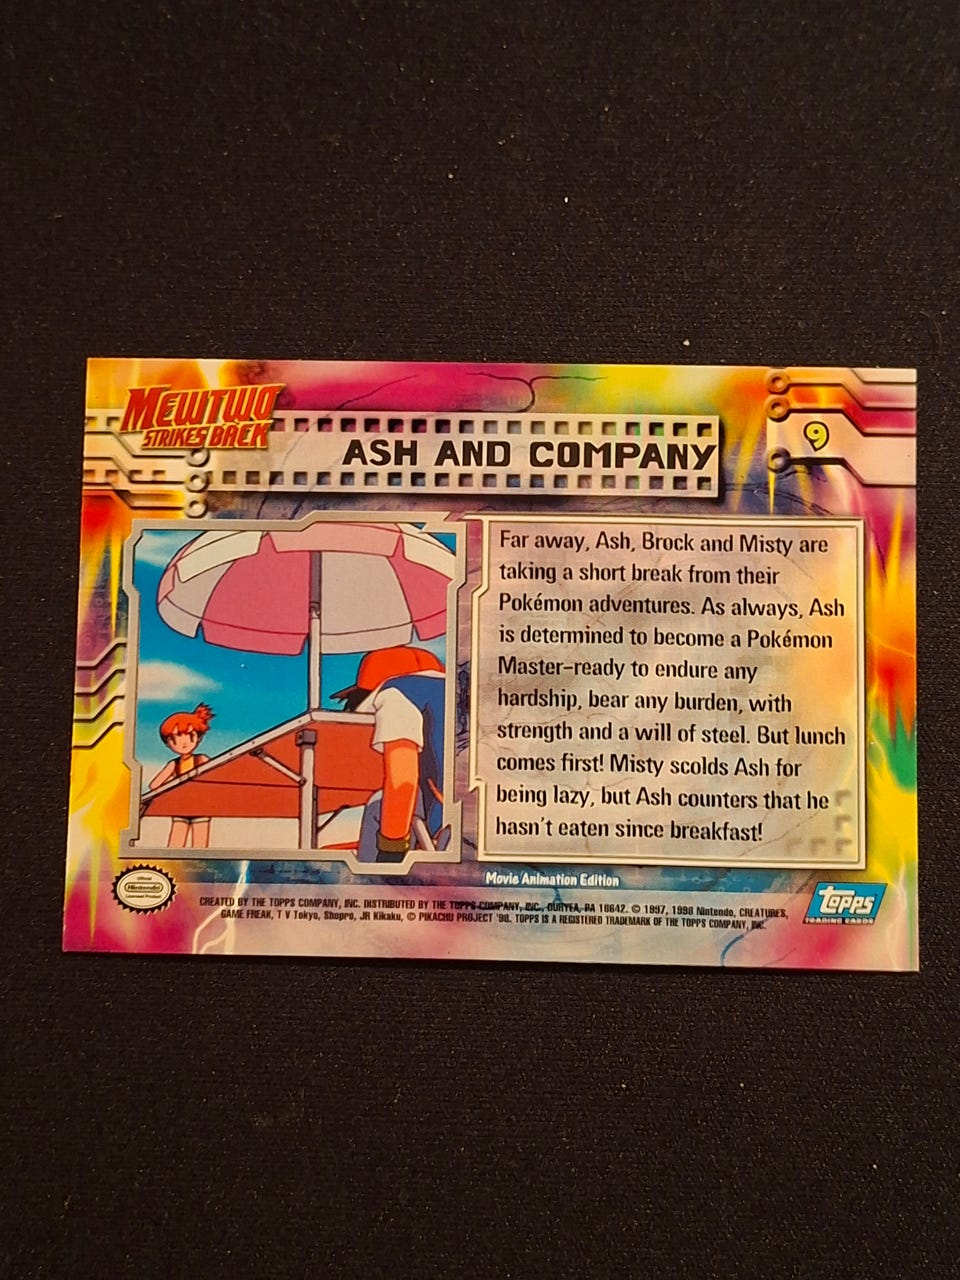 MEWTWO
STRIKES BACK
ASH AND COMPANY
9
Far away, Ash, Brock and Misty are
taking a short break from their
Pokémon adventures. As always, Ash
is determined to become a Pokémon
Master–ready to endure any
hardship, bear any burden, with
strength and a will of steel. But lunch
comes first! Misty scolds Ash for
being lazy, but Ash counters that he
hasn't eaten since breakfast!
Movie Animation Edition
Official
Nintendo
Licensed Product
CREATED BY THE TOPPS COMPANY, INC. DISTRIBUTED BY THE TOPPS COMPANY, INC., DURYEA, PA 18642. © 1997, 1998 Nintendo, CREATURES,
GAME FREAK, TV Tokyo, Shopro, JR Kikaku, © PIKACHU PROJECT '98. TOPPS IS A REGISTERED TRADEMARK OF THE TOPPS COMPANY, INC.
topps
TRADING CARDS